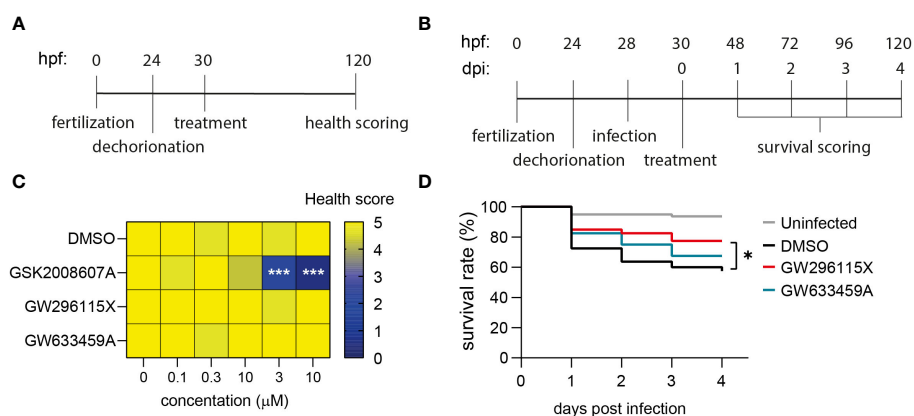 A
hpf: 0 24 30 120
fertilization treatment health scoring
dechorionation
B
hpf: 0 24 28 30 48 72 96 120
dpi: 0 1 2 3 4
fertilization infection survival scoring
dechorionation treatment
C
Health score
DMSO
GSK2008607A *** ***
GW296115X
GW633459A
0 0.1 0.3 10 3 10
concentation (μM)
5
4
3
2
1
0
D
survival rate (%)
100
80
60
40
20
0
0 1 2 3 4
days post infection
Uninfected
DMSO
GW296115X
GW633459A
*